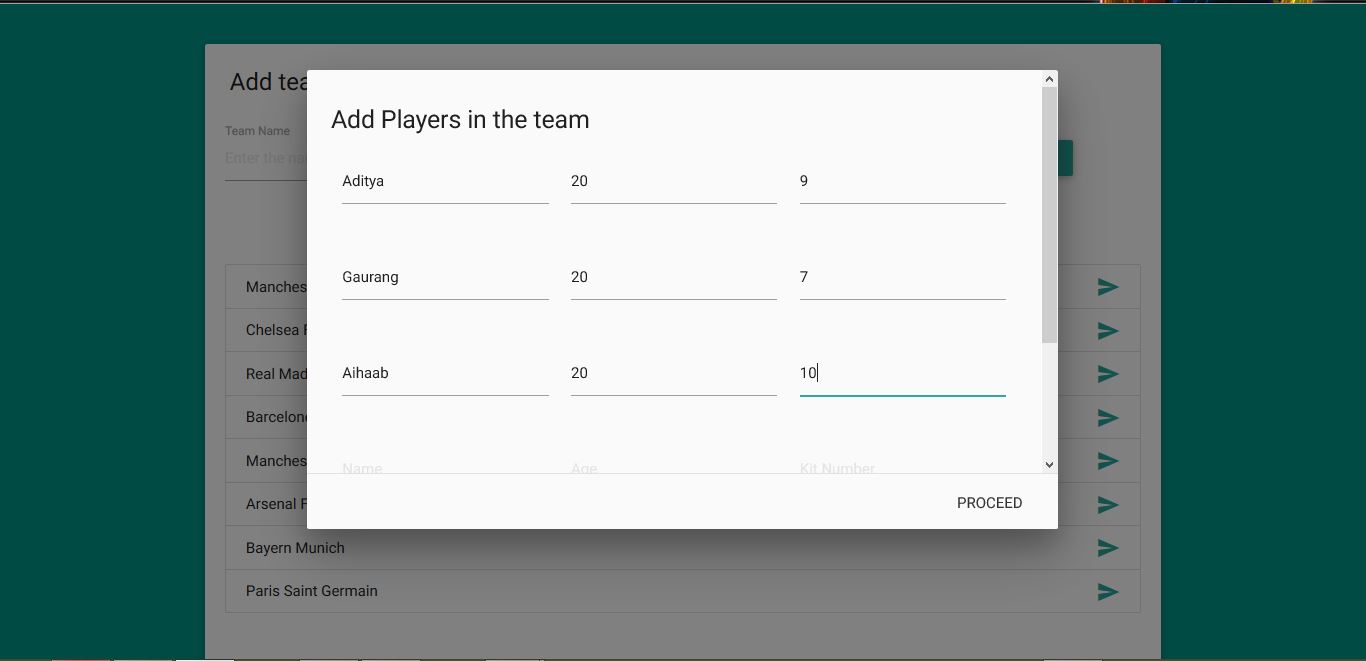 Add tea
Team Name
Enter the na
Add Players in the team
Aditya 20 9
Gaurang 20 7
Aihaab 20 10
Name Age Kit Number
PROCEED
Manches
Chelsea F
Real Mad
Barcelon
Manches
Arsenal F
Bayern Munich
Paris Saint Germain